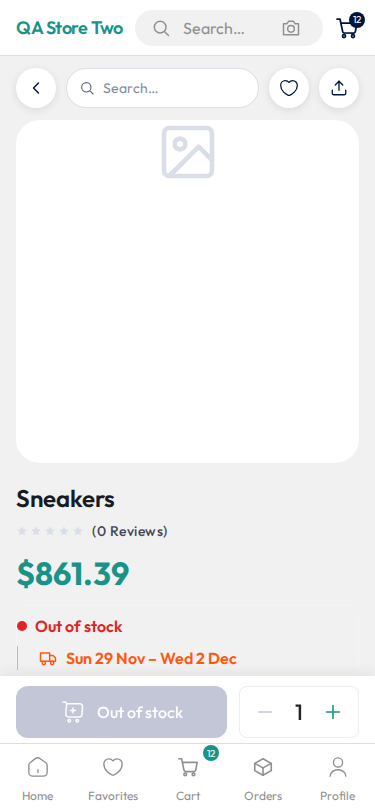 QA Store Two
Search...
12
Search...
Sneakers
(0 Reviews)
$861.39
Out of stock
Sun 29 Nov – Wed 2 Dec
Out of stock
1
12
Home
Favorites
Cart
Orders
Profile